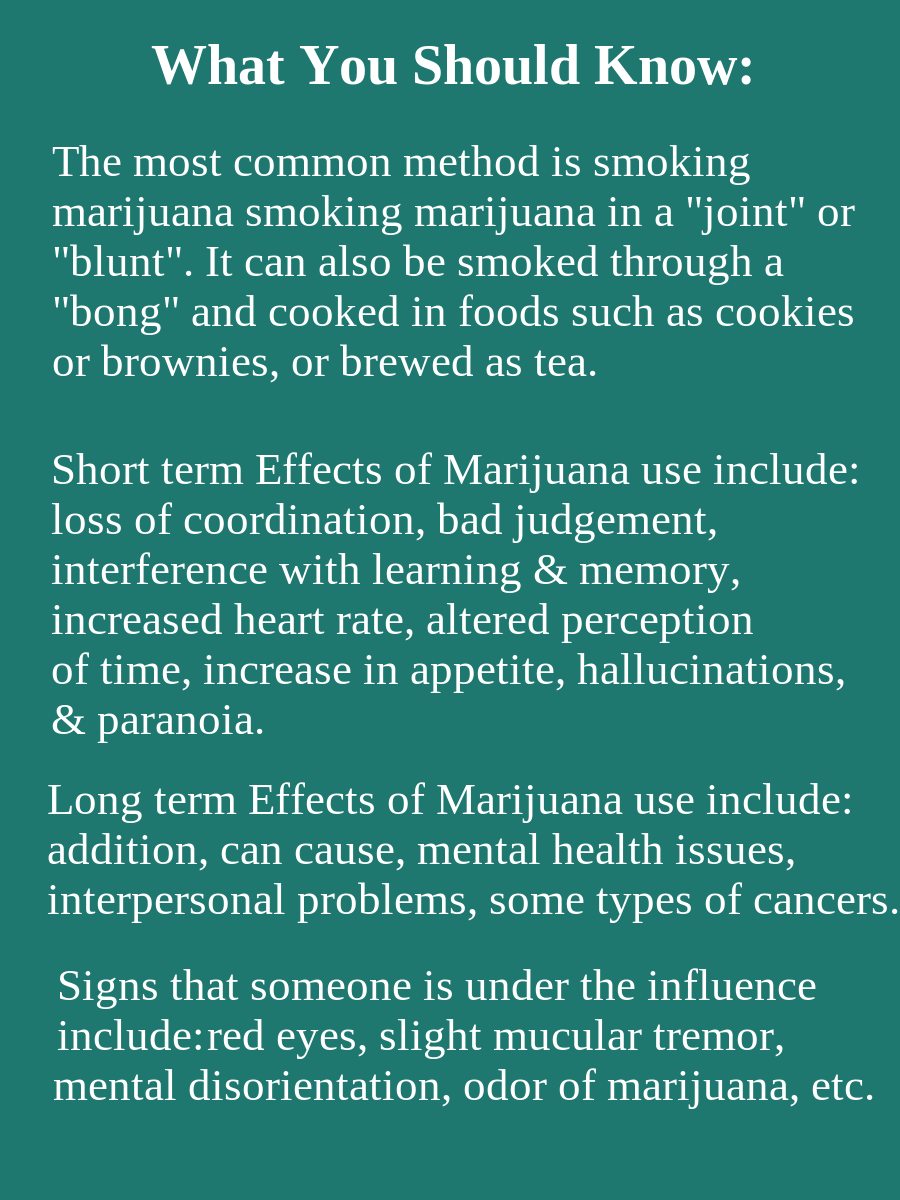 What You Should Know:
The most common method is smoking
marijuana smoking marijuana in a "joint" or
"blunt". It can also be smoked through a
"bong" and cooked in foods such as cookies
or brownies, or brewed as tea.
Short term Effects of Marijuana use include:
loss of coordination, bad judgement,
interference with learning & memory,
increased heart rate, altered perception
of time, increase in appetite, hallucinations,
& paranoia.
Long term Effects of Marijuana use include:
addition, can cause, mental health issues,
interpersonal problems, some types of cancers.
Signs that someone is under the influence
include:red eyes, slight mucular tremor,
mental disorientation, odor of marijuana, etc.